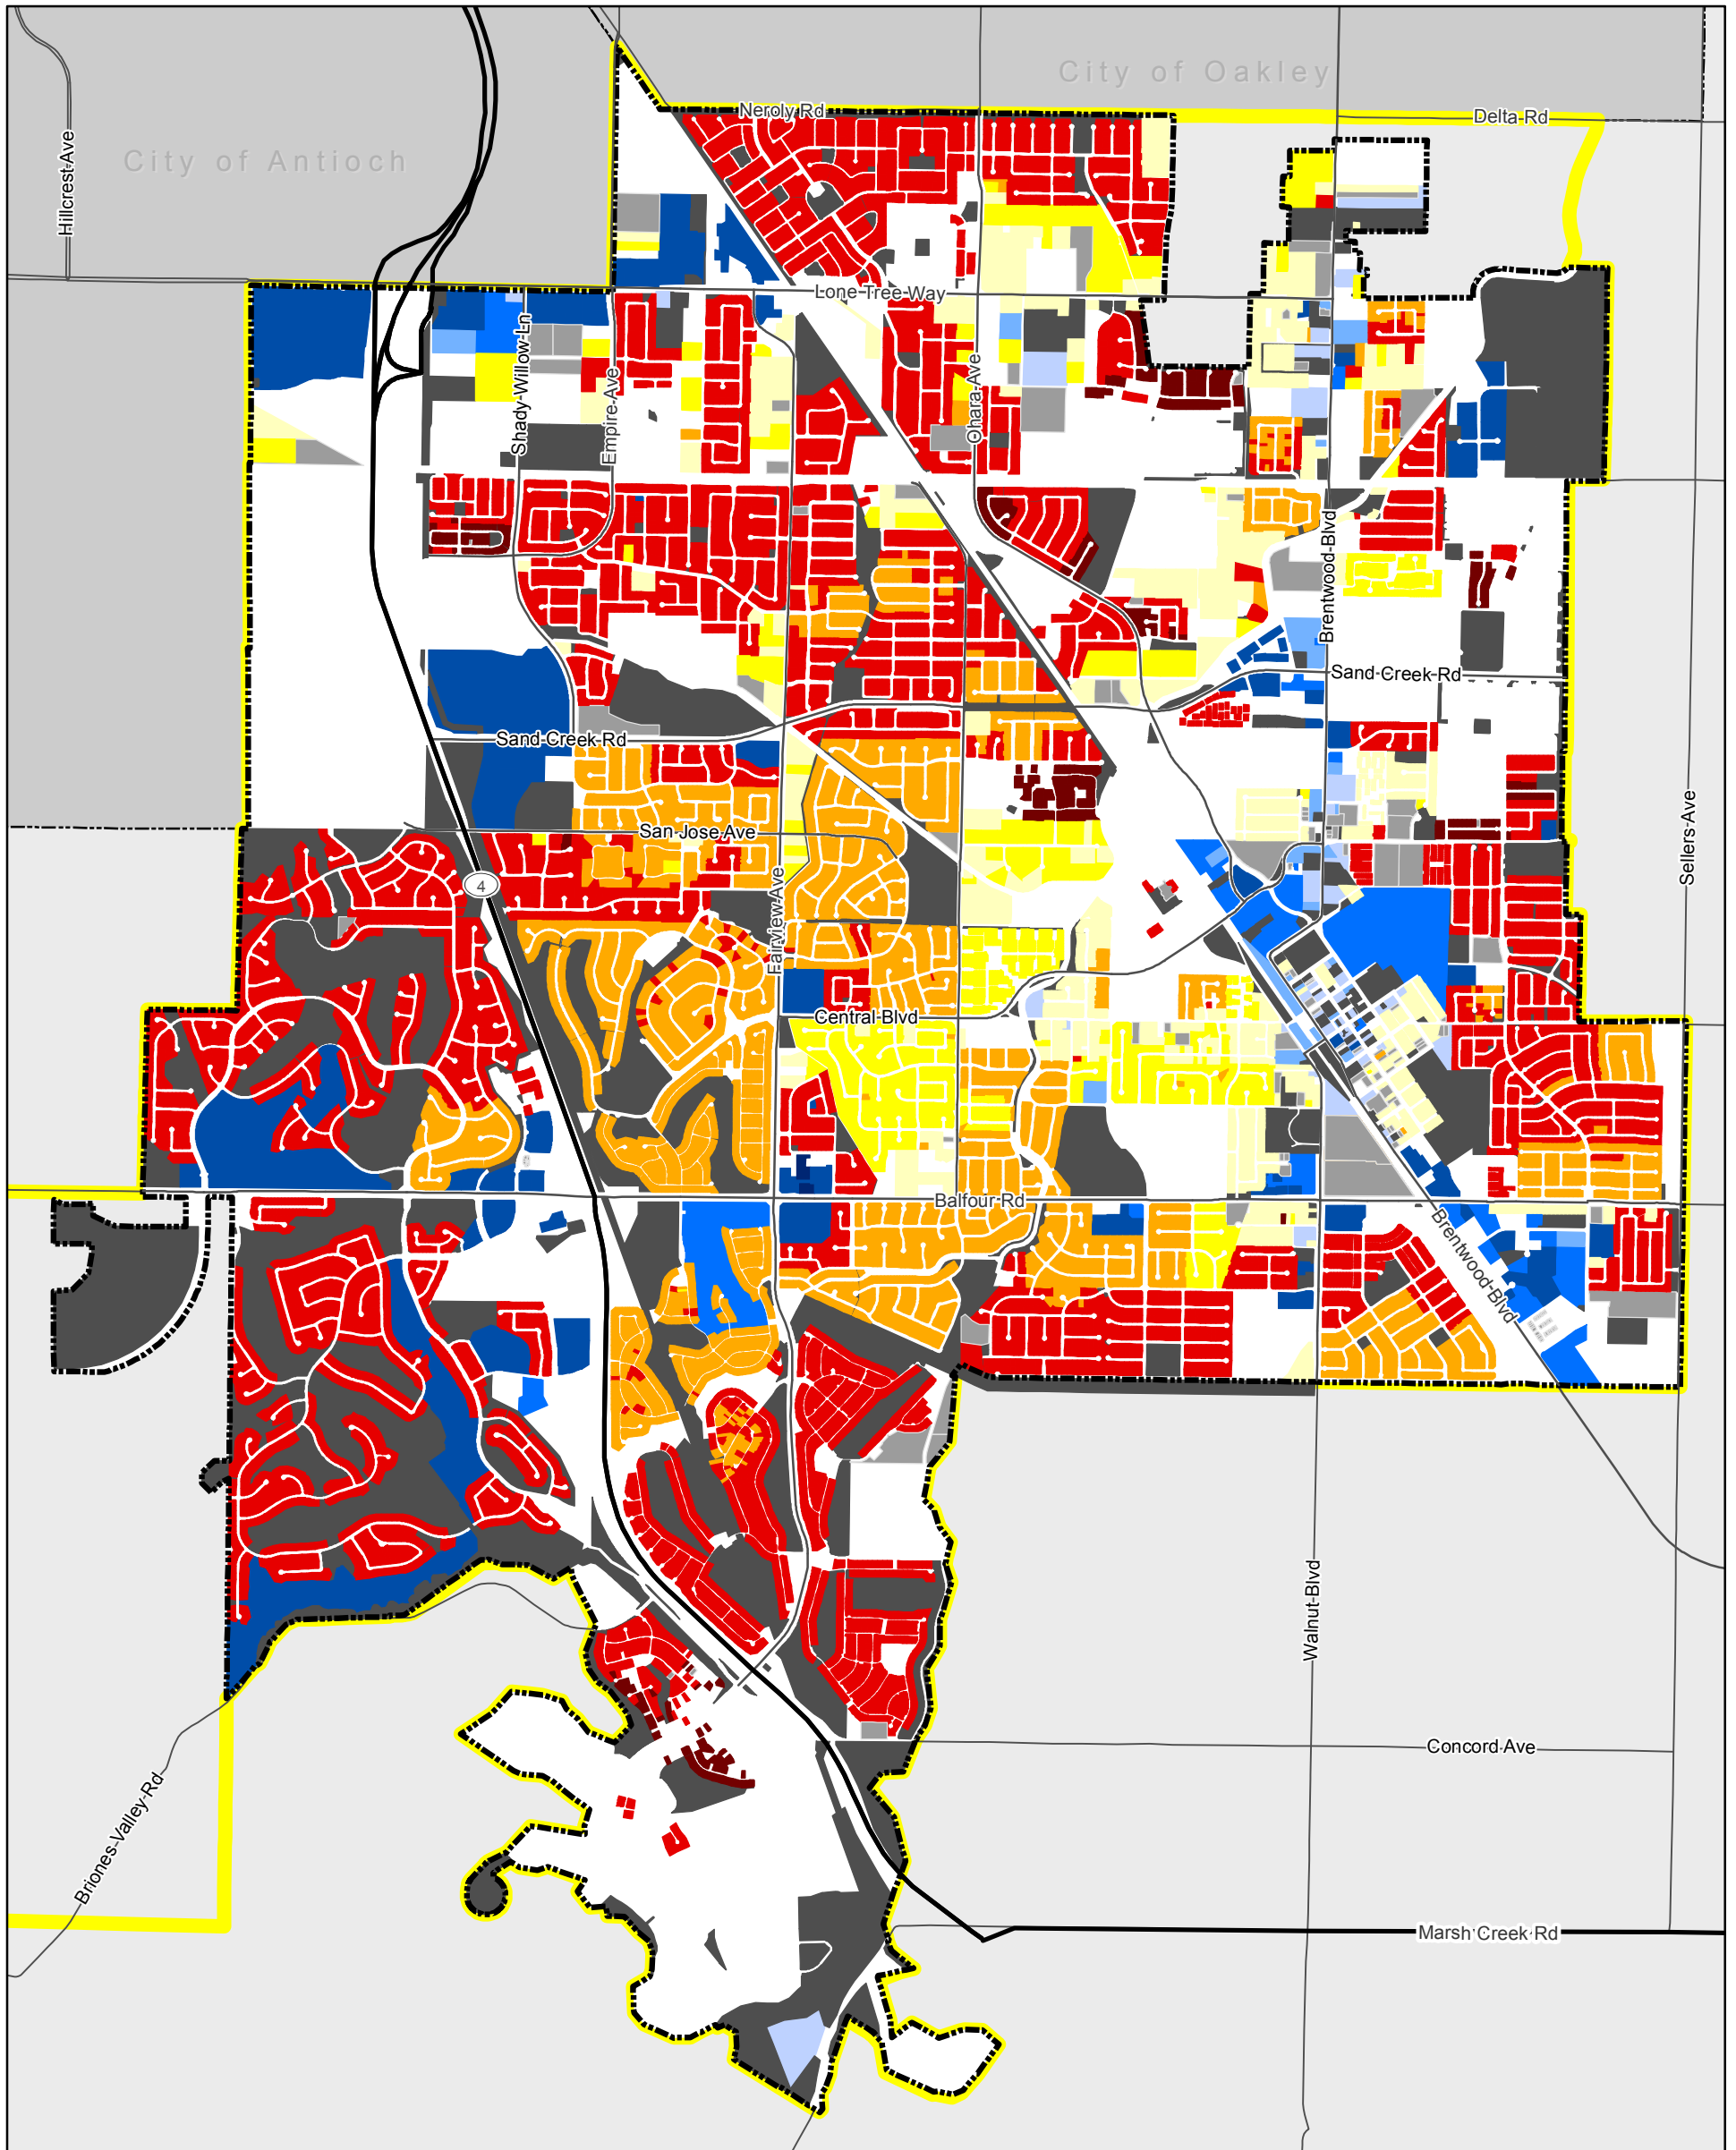 City of Oakley
Neroly Rd
Delta Rd
City of Antioch
Hillcrest Ave
Lone Tree Way
Shady Willow Ln
Empire Ave
Ohara Ave
Brentwood Blvd
Sand Creek Rd
Sand Creek Rd
San Jose Ave
Sellers Ave
4
Fairview Ave
Central Blvd
Balfour Rd
Brentwood Blvd
Walnut Blvd
Concord Ave
Briones Valley Rd
Marsh Creek Rd